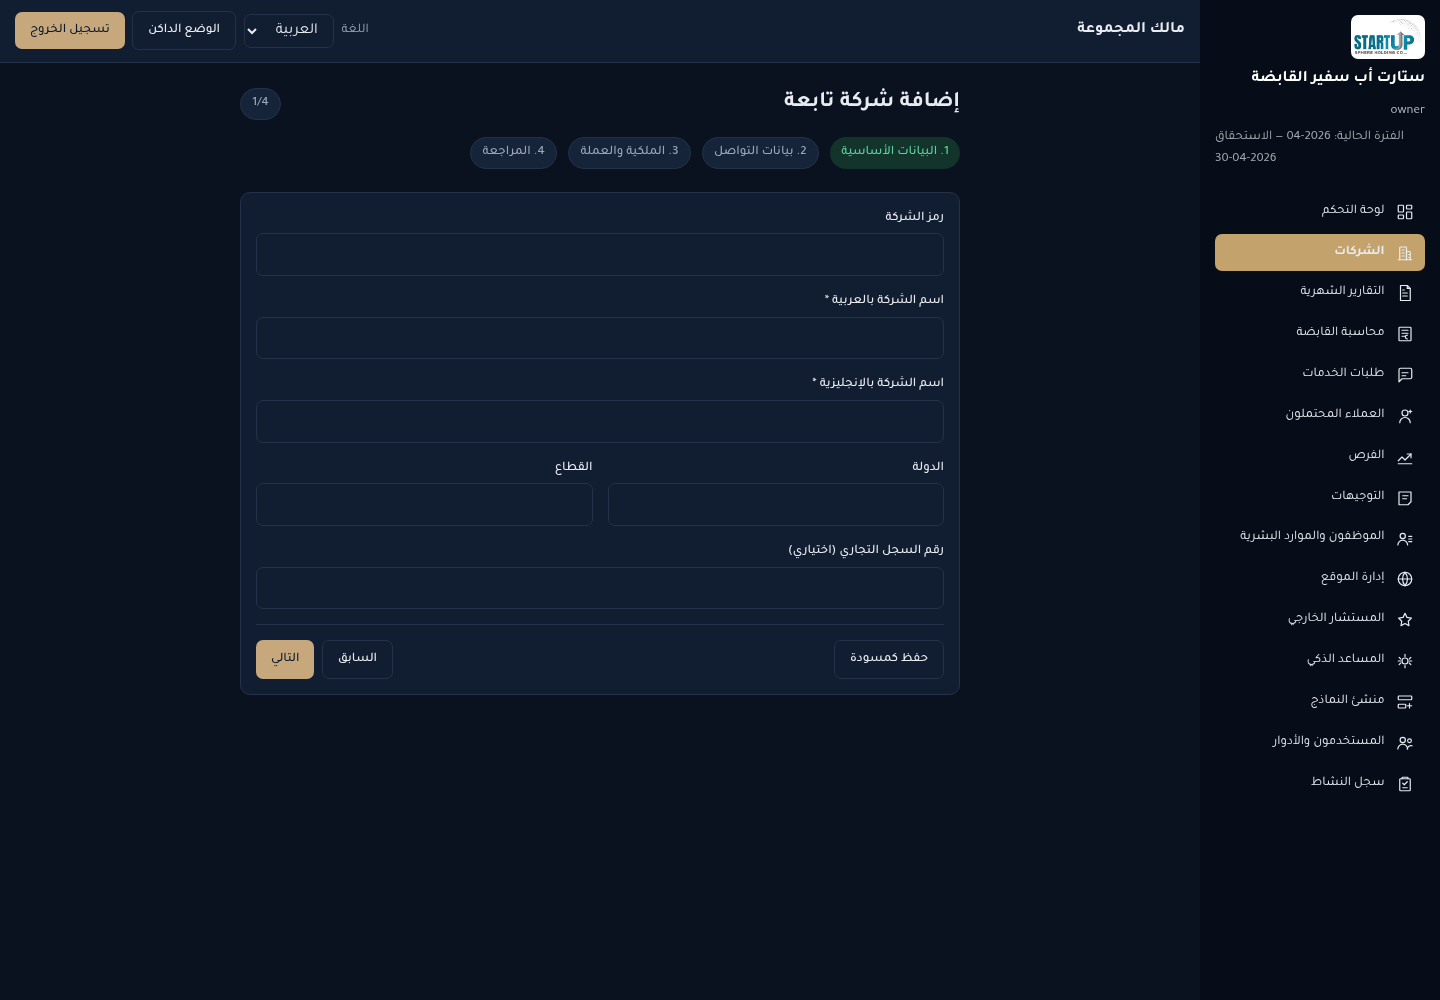 STARTUP
SPHERE HOLDING CO...
ستارت أب سفير القابضة
owner
الفترة الحالية: 2026-04 – الاستحقاق
30-04-2026
لوحة التحكم
الشركات
التقارير الشهرية
محاسبة القابضة
طلبات الخدمات
العملاء المحتملون
الفرص
التوجيهات
الموظفون والموارد البشرية
إدارة الموقع
المستشار الخارجي
المساعد الذكي
منشئ النماذج
المستخدمون والأدوار
سجل النشاط
مالك المجموعة
اللغة
العربية
الوضع الداكن
تسجيل الخروج
إضافة شركة تابعة
1/4
1. البيانات الأساسية
2. بيانات التواصل
3. الملكية والعملة
4. المراجعة
رمز الشركة
اسم الشركة بالعربية *
اسم الشركة بالإنجليزية *
الدولة
القطاع
رقم السجل التجاري (اختياري)
حفظ كمسودة
السابق
التالي